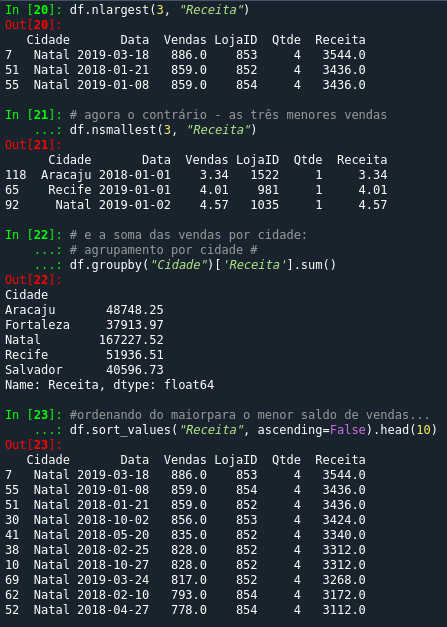 In [20]: df.nlargest(3, "Receita")
Out[20]:
   Cidade       Data  Vendas LojaID  Qtde  Receita
7   Natal 2019-03-18   886.0    853     4   3544.0
51  Natal 2018-01-21   859.0    852     4   3436.0
55  Natal 2019-01-08   859.0    854     4   3436.0
In [21]: # agora o contrário - as três menores vendas
    ...: df.nsmallest(3, "Receita")
Out[21]:
      Cidade       Data  Vendas LojaID  Qtde  Receita
118  Aracaju 2018-01-01    3.34   1522     1     3.34
65    Recife 2019-01-01    4.01    981     1     4.01
92     Natal 2019-01-02    4.57   1035     1     4.57
In [22]: # e a soma das vendas por cidade:
    ...: # agrupamento por cidade #
    ...: df.groupby("Cidade")['Receita'].sum()
Out[22]:
Cidade
Aracaju       48748.25
Fortaleza     37913.97
Natal        167227.52
Recife        51936.51
Salvador      40596.73
Name: Receita, dtype: float64
In [23]: #ordenando do maiorpara o menor saldo de vendas...
    ...: df.sort_values("Receita", ascending=False).head(10)
Out[23]:
   Cidade       Data  Vendas LojaID  Qtde  Receita
7   Natal 2019-03-18   886.0    853     4   3544.0
55  Natal 2019-01-08   859.0    854     4   3436.0
51  Natal 2018-01-21   859.0    852     4   3436.0
30  Natal 2018-10-02   856.0    853     4   3424.0
41  Natal 2018-05-20   835.0    852     4   3340.0
38  Natal 2018-02-25   828.0    852     4   3312.0
10  Natal 2018-10-27   828.0    852     4   3312.0
69  Natal 2019-03-24   817.0    852     4   3268.0
62  Natal 2018-02-10   793.0    854     4   3172.0
52  Natal 2018-04-27   778.0    854     4   3112.0